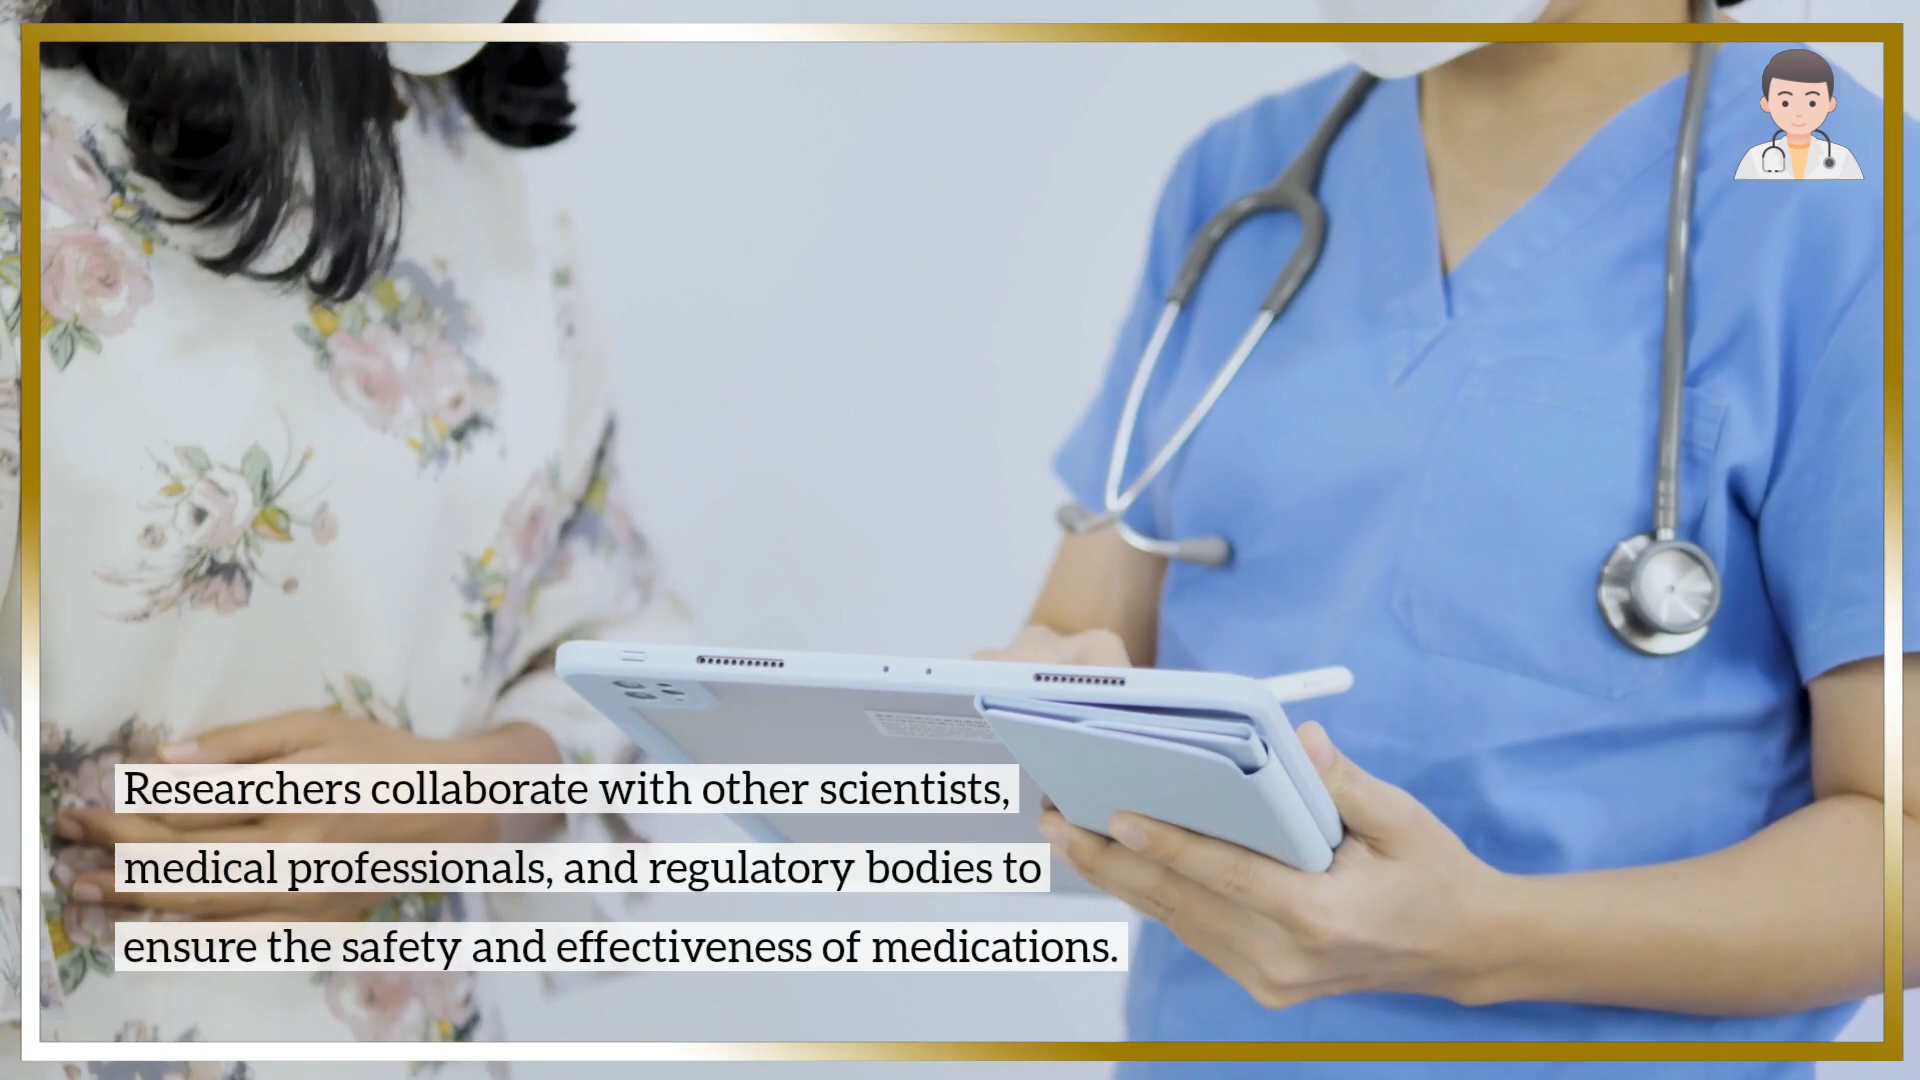 Researchers collaborate with other scientists,
medical professionals, and regulatory bodies to
ensure the safety and effectiveness of medications.